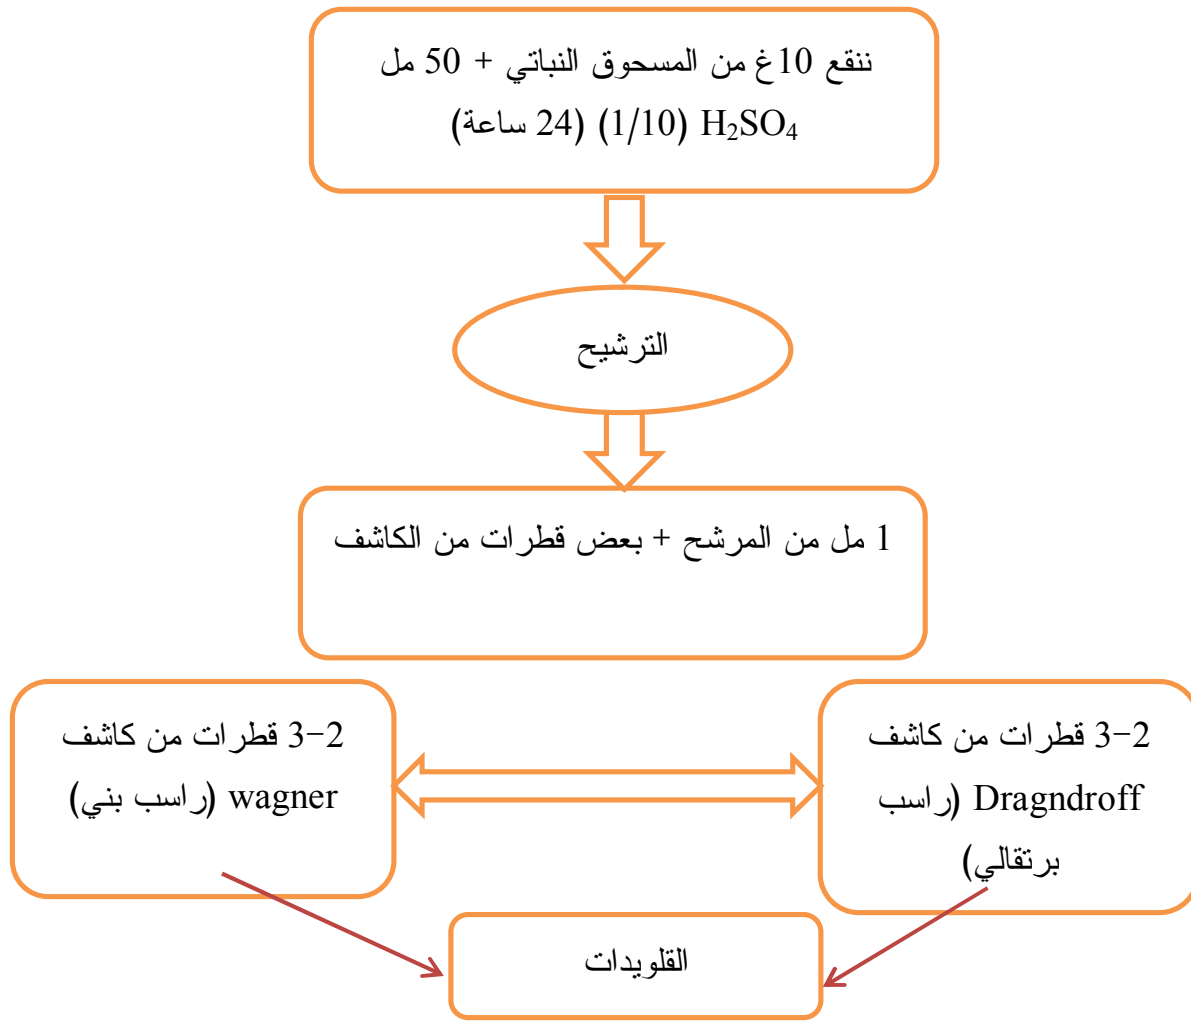 ننقع 10غ من المسحوق النباتي + 50 مل
H₂SO₄ (1/10) (24 ساعة)
الترشيح
1 مل من المرشح + بعض قطرات من الكاشف
2-3 قطرات من كاشف
Dragndroff (راسب
برتقالي)
2-3 قطرات من كاشف
wagner (راسب بني)
القلويدات